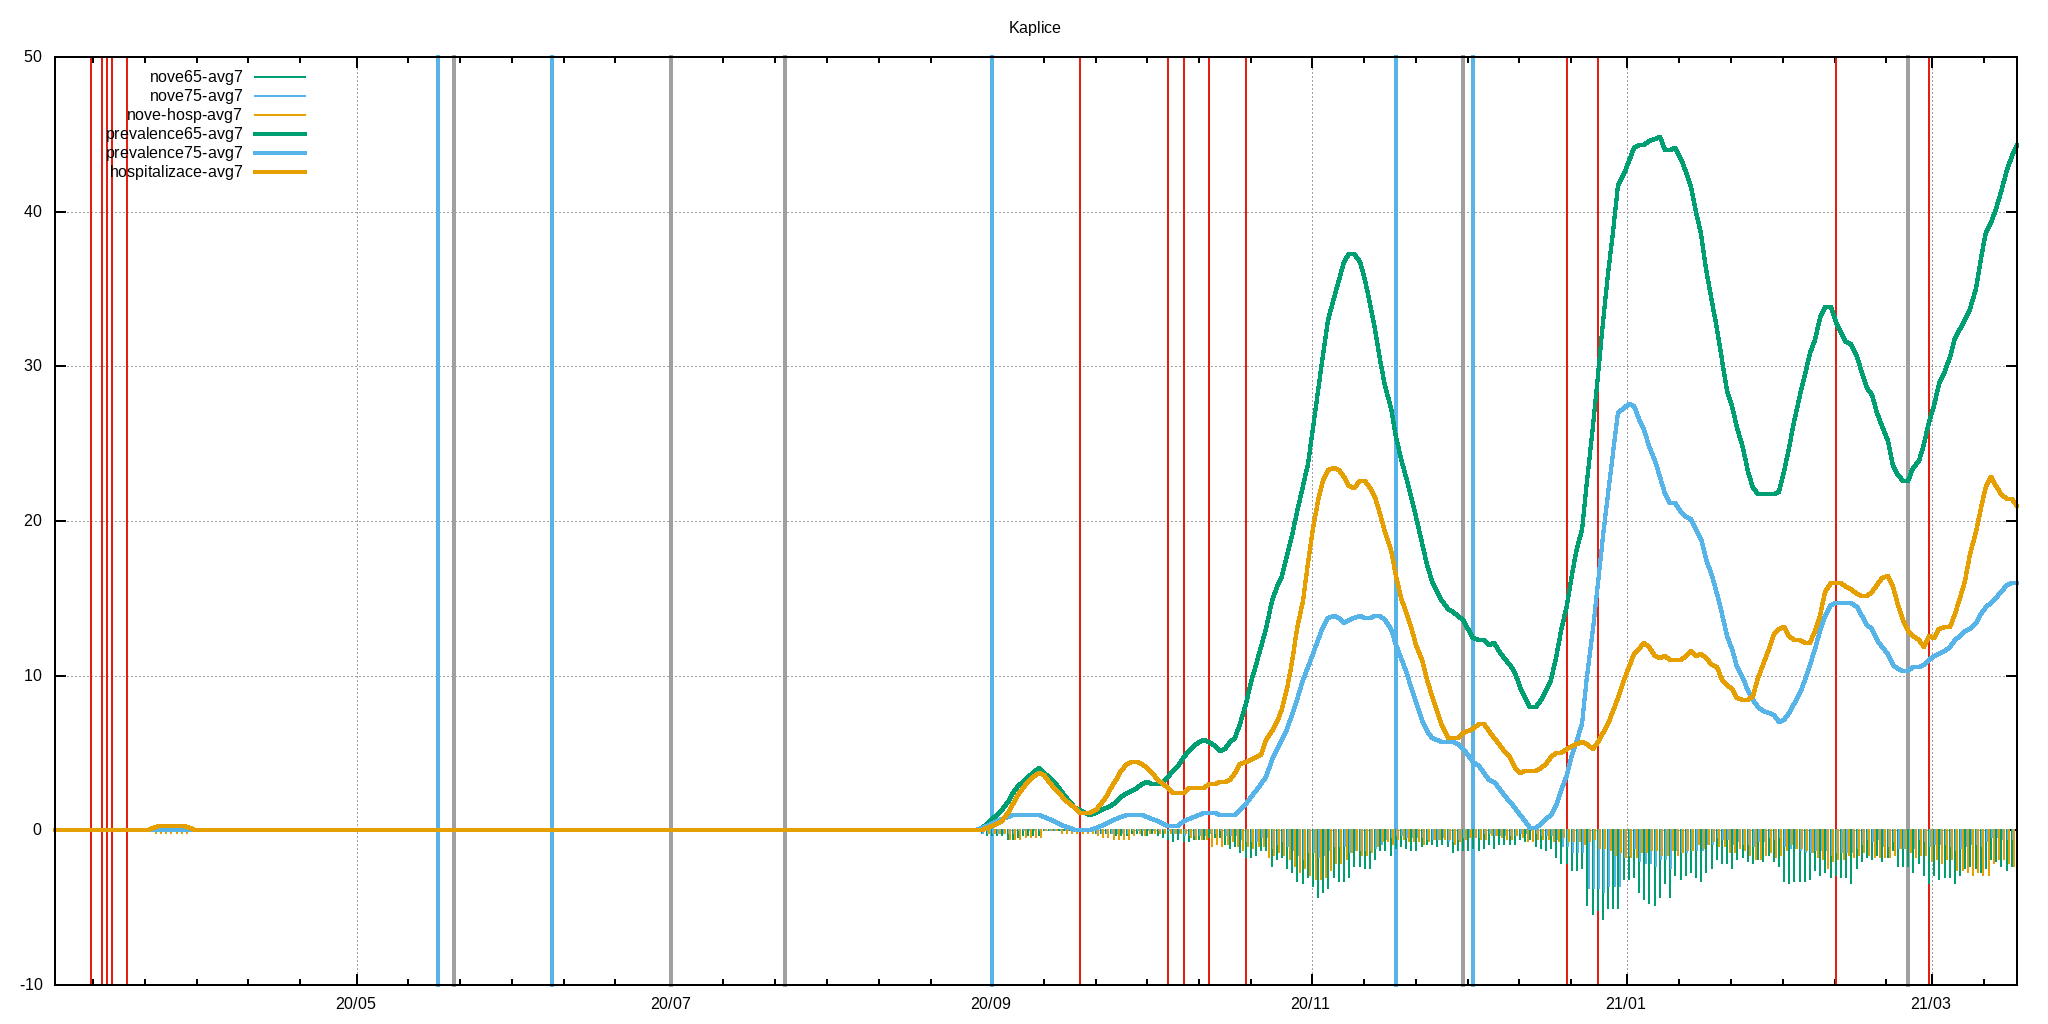 Kaplice
50
40
30
20
10
0
-10
nove65-avg7
nove75-avg7
nove-hosp-avg7
prevalence65-avg7
prevalence75-avg7
hospitalizace-avg7
20/05
20/07
20/09
20/11
21/01
21/03